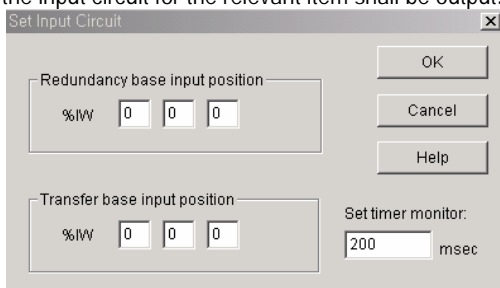 the input circuit for the relevant item shall be output.
Set Input Circuit
OK
Redundancy base input position
%IW 0 0 0
Cancel
Help
Transfer base input position
%IW 0 0 0
Set timer monitor:
200 msec